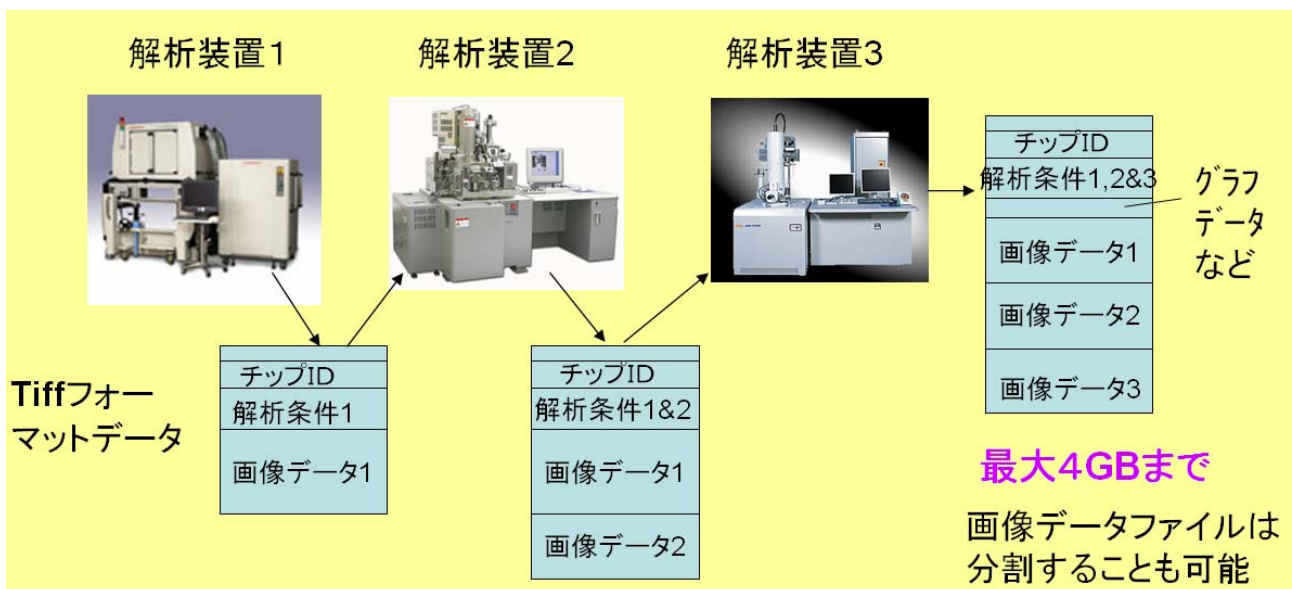 解析装置1
解析装置2
解析装置3
Tiffフォー
マットデータ
チップID
解析条件1
画像データ1
チップID
解析条件1&2
画像データ1
画像データ2
チップID
解析条件1,2&3
画像データ1
画像データ2
画像データ3
グラフ
データ
など
最大4GBまで
画像データファイルは
分割することも可能